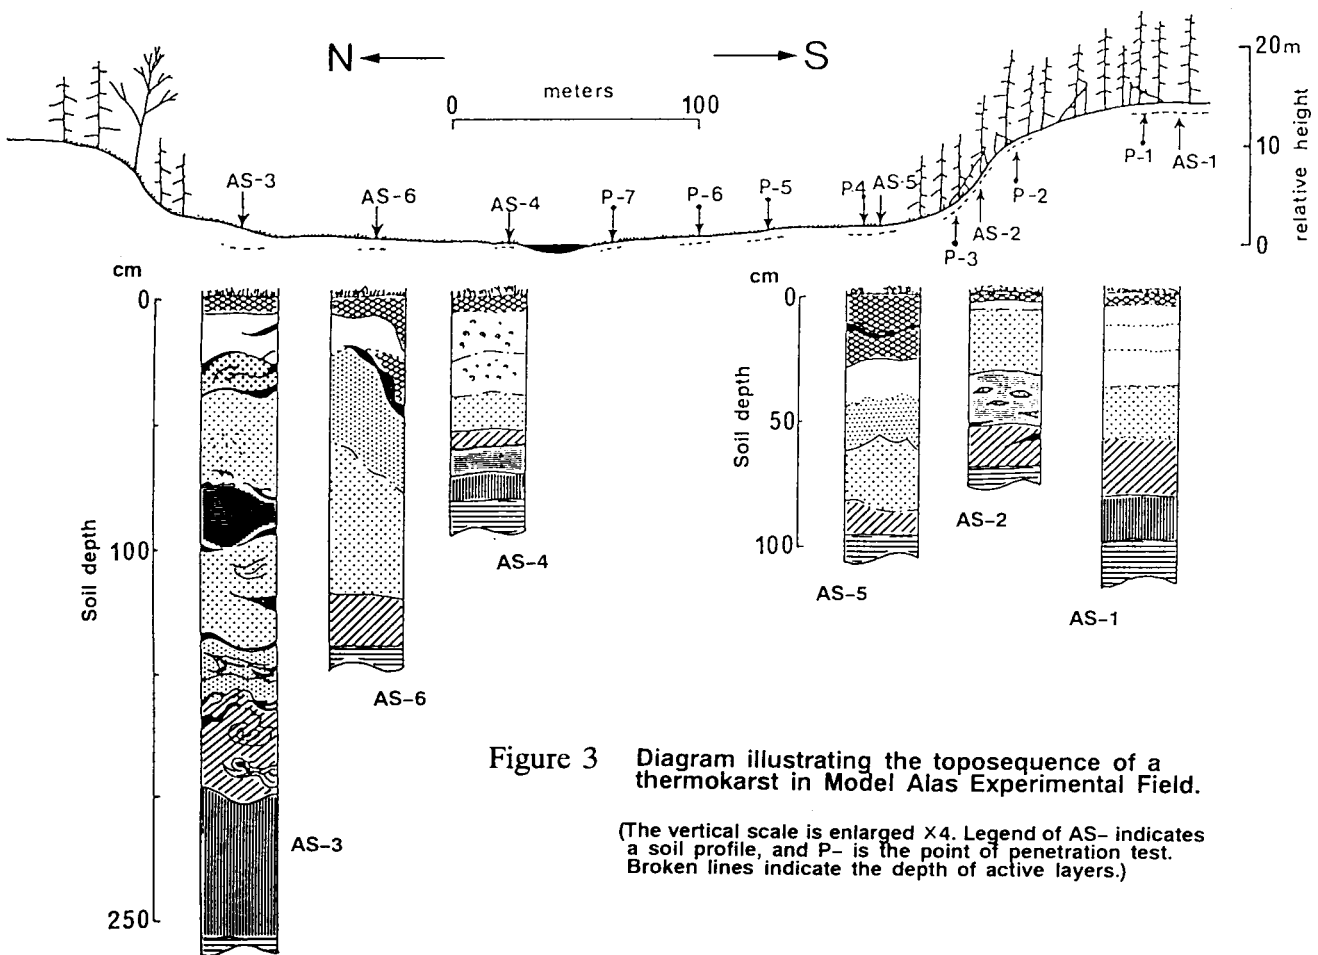 N S
meters
0 100
20m
10
0
relative height
AS-3
AS-6
AS-4
P-7
P-6
P-5
P-4
AS-5
P-3
AS-2
P-2
P-1
AS-1
cm
0
100
250
Soil depth
AS-3
AS-6
AS-4
cm
0
50
100
Soil depth
AS-5
AS-2
AS-1
Figure 3 Diagram illustrating the toposequence of a
thermokarst in Model Alas Experimental Field.
(The vertical scale is enlarged X4. Legend of AS- indicates
a soil profile, and P- is the point of penetration test.
Broken lines indicate the depth of active layers.)